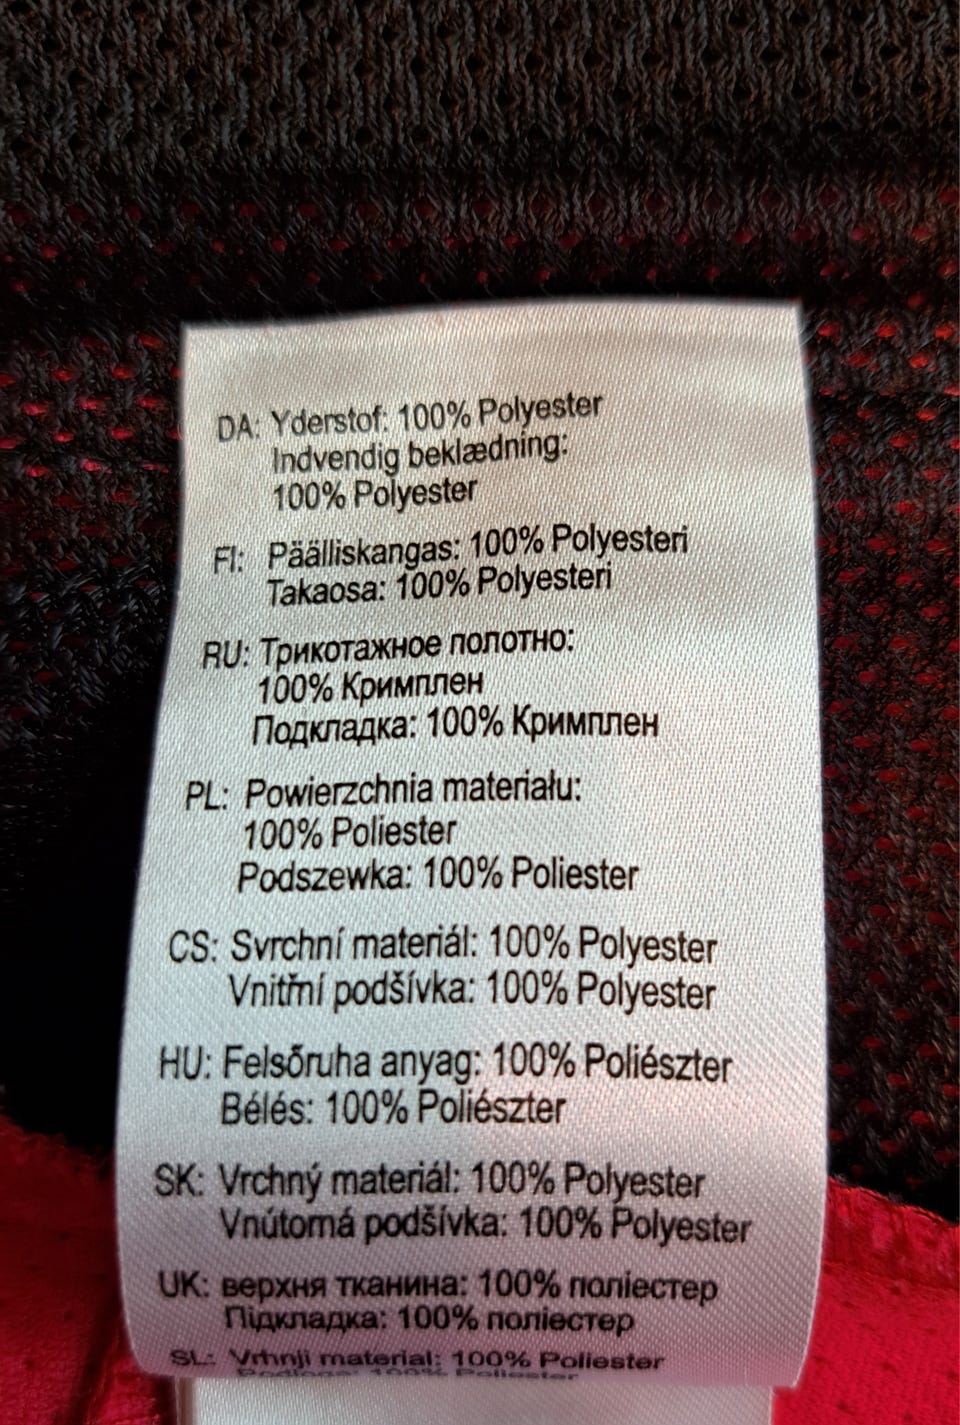 DA: Yderstof: 100% Polyester
Indvendig beklædning:
100% Polyester
FI: Päälliskangas: 100% Polyesteri
Takaosa: 100% Polyesteri
RU: Трикотажное полотно:
100% Кримплен
Подкладка: 100% Кримплен
PL: Powierzchnia materiału:
100% Poliester
Podszewka: 100% Poliester
CS: Svrchní materiál: 100% Polyester
Vnitřní podšívka: 100% Polyester
HU: Felsőruha anyag: 100% Poliészter
Bélés: 100% Poliészter
SK: Vrchný materiál: 100% Polyester
Vnútorná podšívka: 100% Polyester
UK: верхня тканина: 100% поліестер
Підкладка: 100% поліестер
SL: Vrhnji material: 100% Poliester
Podloga: 100% Poliester